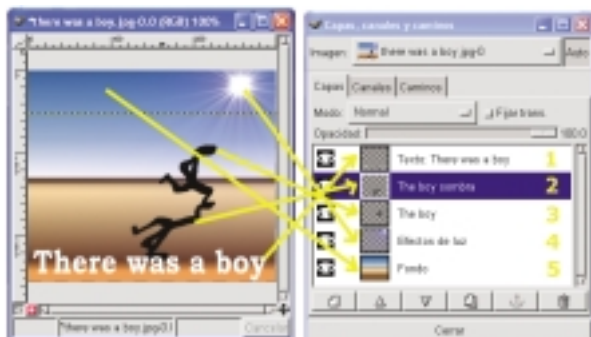 There was a boy.jpg-0.0 (RGB) 100%
There was a boy
There was a boy.jpg-0.0
Cancelar
Capas, canales y caminos
Imagen: there was a boy.jpg-0
Auto
Capas Canales Caminos
Modo: Normal Fijar trans.
Opacidad: 100.0
Texto: There was a boy 1
The boy sombra 2
The boy 3
Efectos de luz 4
Fondo 5
Cerrar